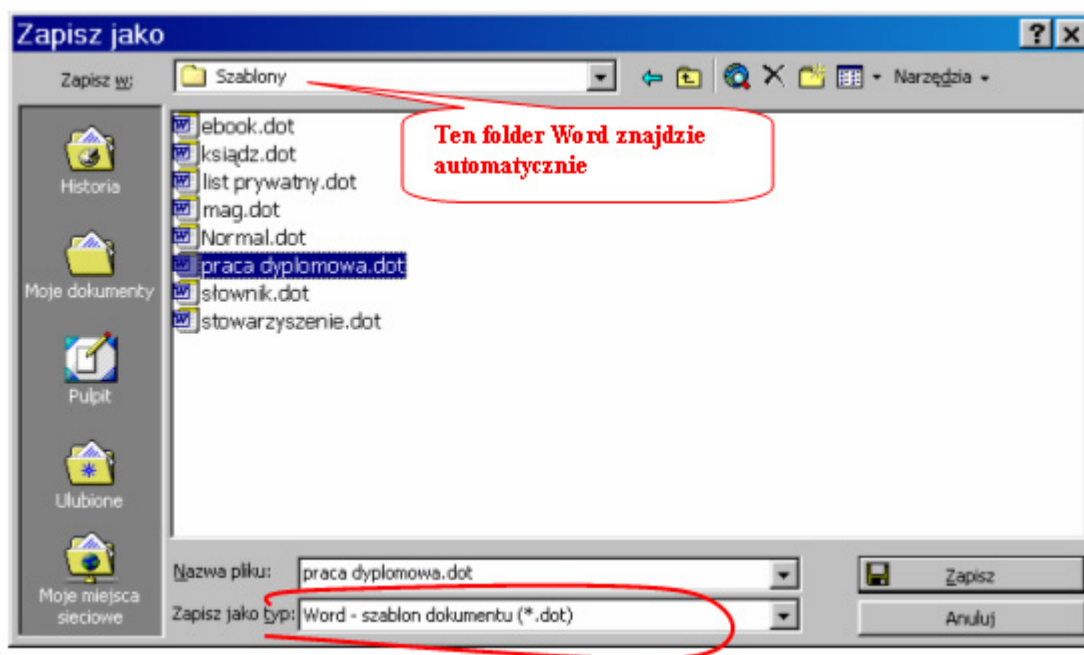 Zapisz jako
Zapisz w: Szablony Narzędzia
Ten folder Word znajdzie
automatycznie
Historia
Moje dokumenty
Pulpit
Ulubione
Moje miejsca
sieciowe
ebook.dot
ksiądz.dot
list prywatny.dot
mag.dot
Normal.dot
praca dyplomowa.dot
słownik.dot
stowarzyszenie.dot
Nazwa pliku: praca dyplomowa.dot Zapisz
Zapisz jako typ: Word - szablon dokumentu (*.dot) Anuluj